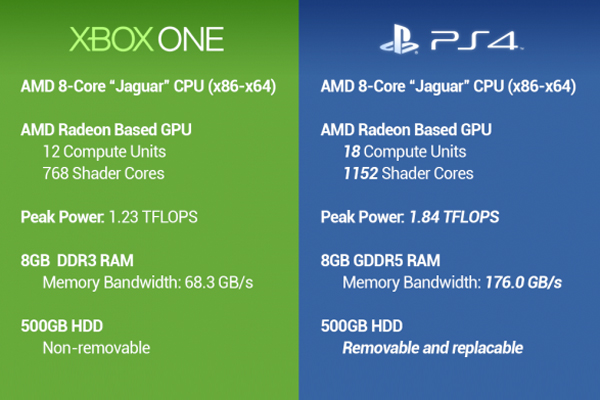 XBOX ONE
AMD 8-Core “Jaguar” CPU (x86-x64)
AMD Radeon Based GPU
12 Compute Units
768 Shader Cores
Peak Power: 1.23 TFLOPS
8GB  DDR3 RAM
Memory Bandwidth: 68.3 GB/s
500GB HDD
Non-removable
PS4™
AMD 8-Core “Jaguar” CPU (x86-x64)
AMD Radeon Based GPU
18 Compute Units
1152 Shader Cores
Peak Power: 1.84 TFLOPS
8GB GDDR5 RAM
Memory Bandwidth: 176.0 GB/s
500GB HDD
Removable and replacable